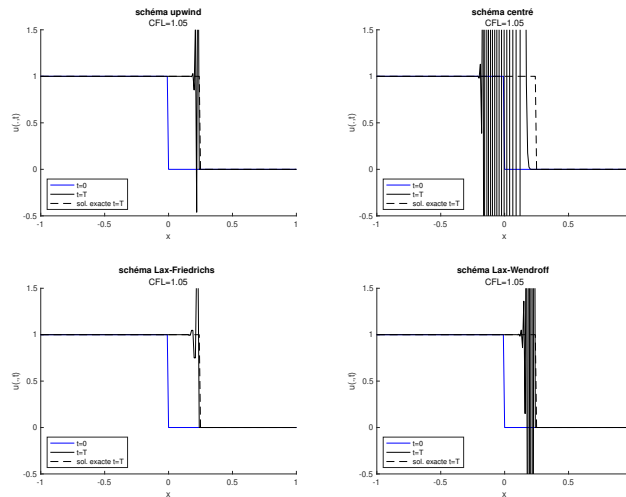 schéma upwind
CFL=1.05
1.5
1
0.5
0
-0.5
-1
-0.5
0
0.5
1
x
u(.,t)
t=0
t=T
sol. exacte t=T
schéma centré
CFL=1.05
1.5
1
0.5
0
-0.5
-1
-0.5
0
0.5
x
u(.,t)
t=0
t=T
sol. exacte t=T
schéma Lax-Friedrichs
CFL=1.05
1.5
1
0.5
0
-0.5
-1
-0.5
0
0.5
1
x
u(.,t)
t=0
t=T
sol. exacte t=T
schéma Lax-Wendroff
CFL=1.05
1.5
1
0.5
0
-0.5
-1
-0.5
0
0.5
x
u(.,t)
t=0
t=T
sol. exacte t=T